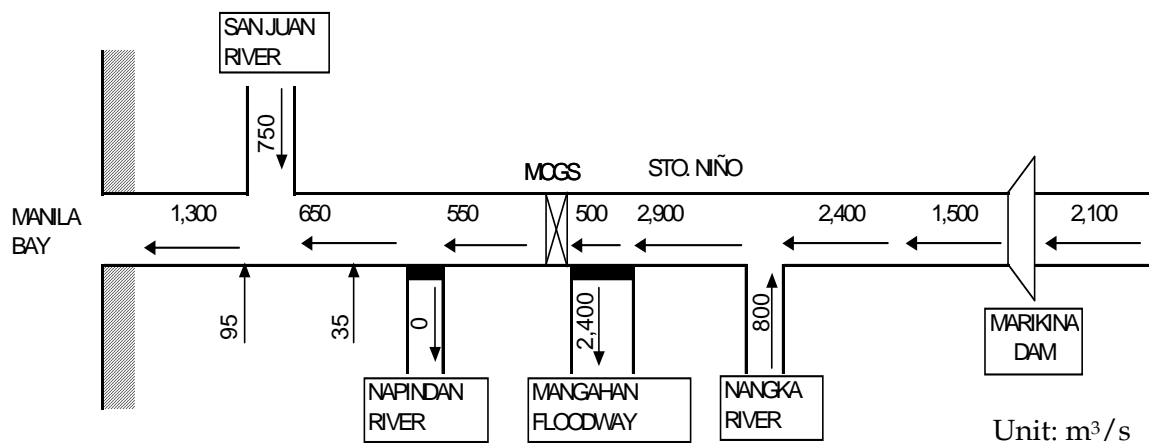 SAN JUAN
RIVER
750
MCGS
STO. NIÑO
MANILA
BAY
1,300
650
550
500
2,900
2,400
1,500
2,100
95
35
0
2,400
800
NAPINDAN
RIVER
MANGAHAN
FLOODWAY
NANGKA
RIVER
MARIKINA
DAM
Unit: m³/s